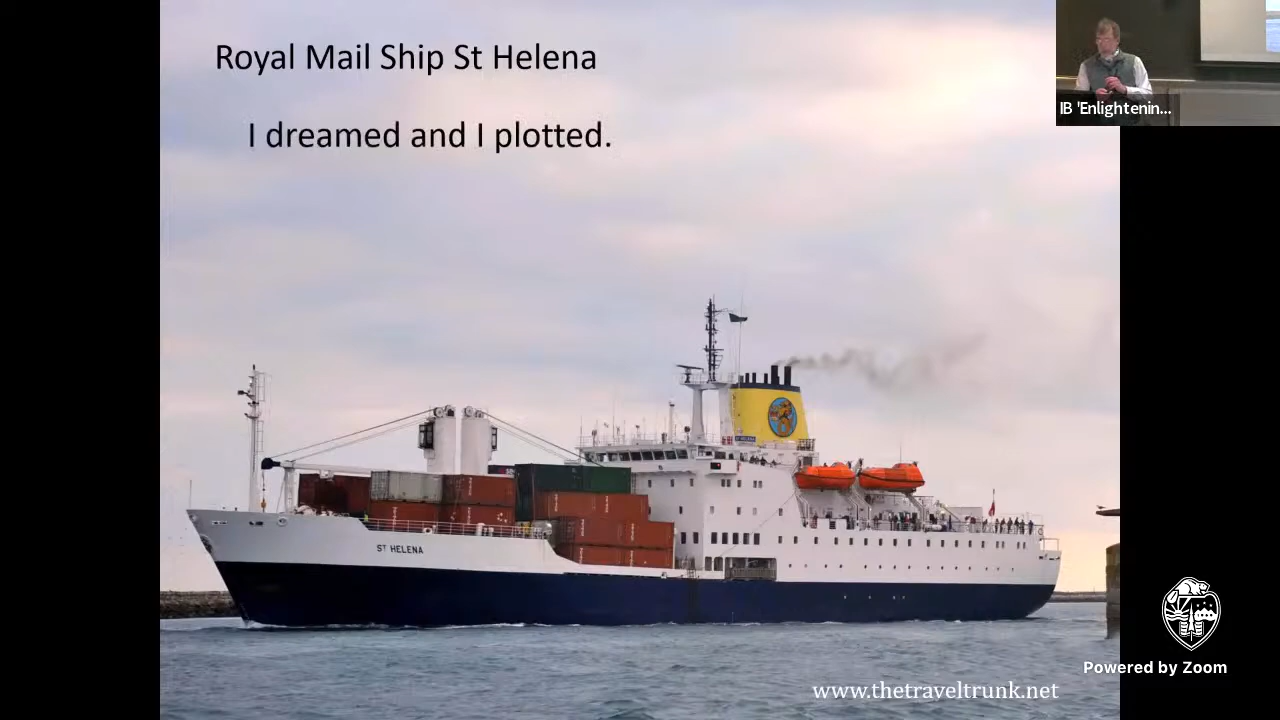 Royal Mail Ship St Helena
I dreamed and I plotted.
IB 'Enlightenin...
ST HELENA
Powered by Zoom
www.thetraveltrunk.net